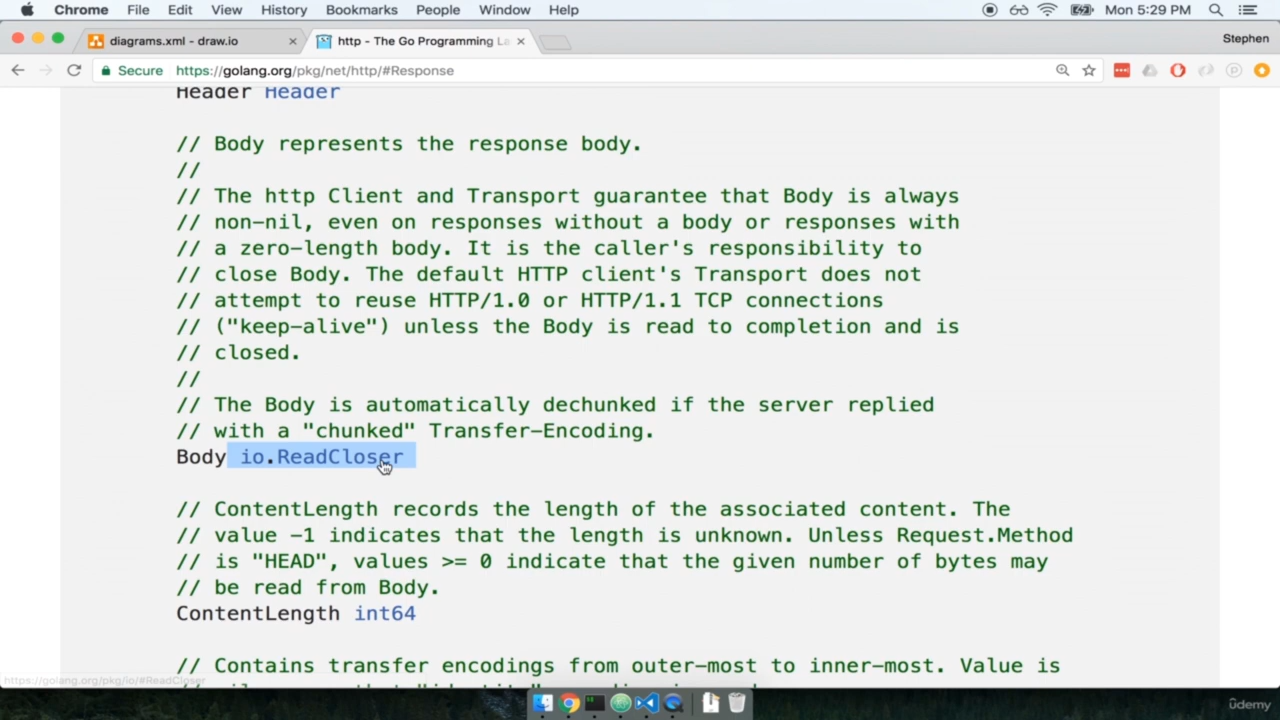 Chrome File Edit View History Bookmarks People Window Help Mon 5:29 PM
diagrams.xml - draw.io × http - The Go Programming La × Stephen
Secure https://golang.org/pkg/net/http/#Response
Header Header
// Body represents the response body.
//
// The http Client and Transport guarantee that Body is always
// non-nil, even on responses without a body or responses with
// a zero-length body. It is the caller's responsibility to
// close Body. The default HTTP client's Transport does not
// attempt to reuse HTTP/1.0 or HTTP/1.1 TCP connections
// ("keep-alive") unless the Body is read to completion and is
// closed.
//
// The Body is automatically dechunked if the server replied
// with a "chunked" Transfer-Encoding.
Body io.ReadCloser
// ContentLength records the length of the associated content. The
// value -1 indicates that the length is unknown. Unless Request.Method
// is "HEAD", values >= 0 indicate that the given number of bytes may
// be read from Body.
ContentLength int64
// Contains transfer encodings from outer-most to inner-most. Value is
https://golang.org/pkg/io/#ReadCloser
ûdemy